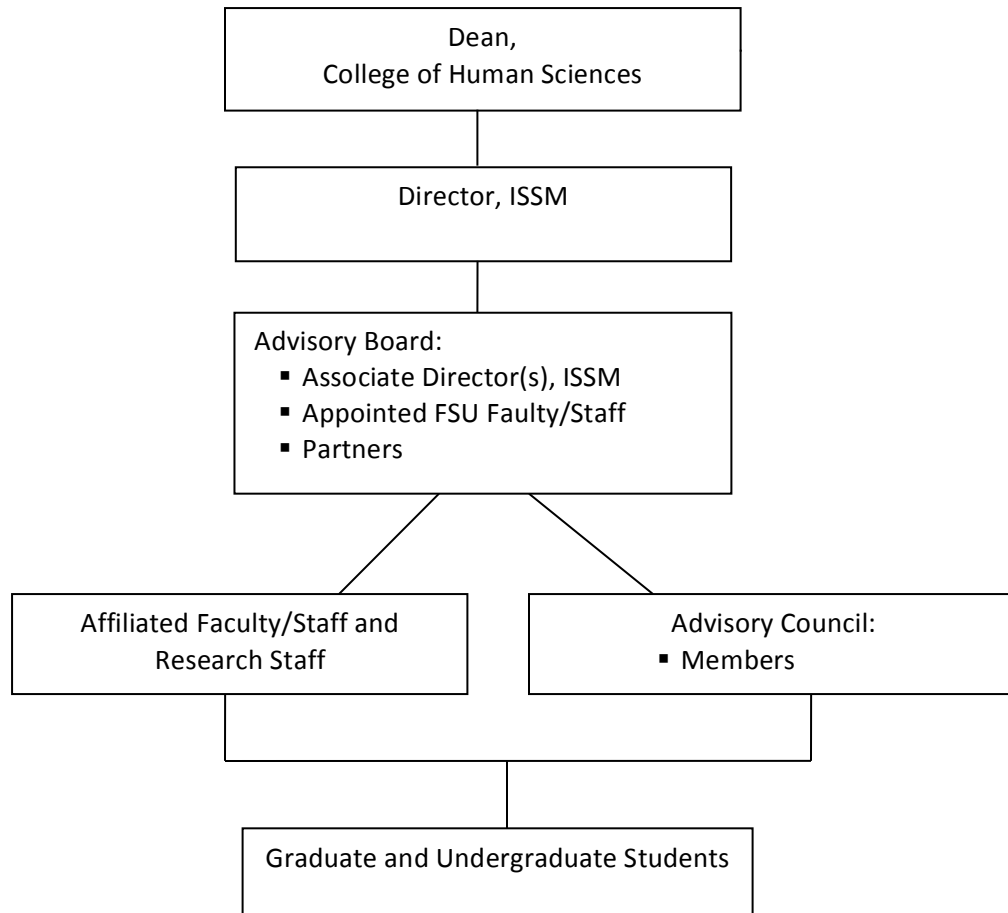 Dean,
College of Human Sciences
Director, ISSM
Advisory Board:
▪ Associate Director(s), ISSM
▪ Appointed FSU Faulty/Staff
▪ Partners
Affiliated Faculty/Staff and
Research Staff
Advisory Council:
▪ Members
Graduate and Undergraduate Students